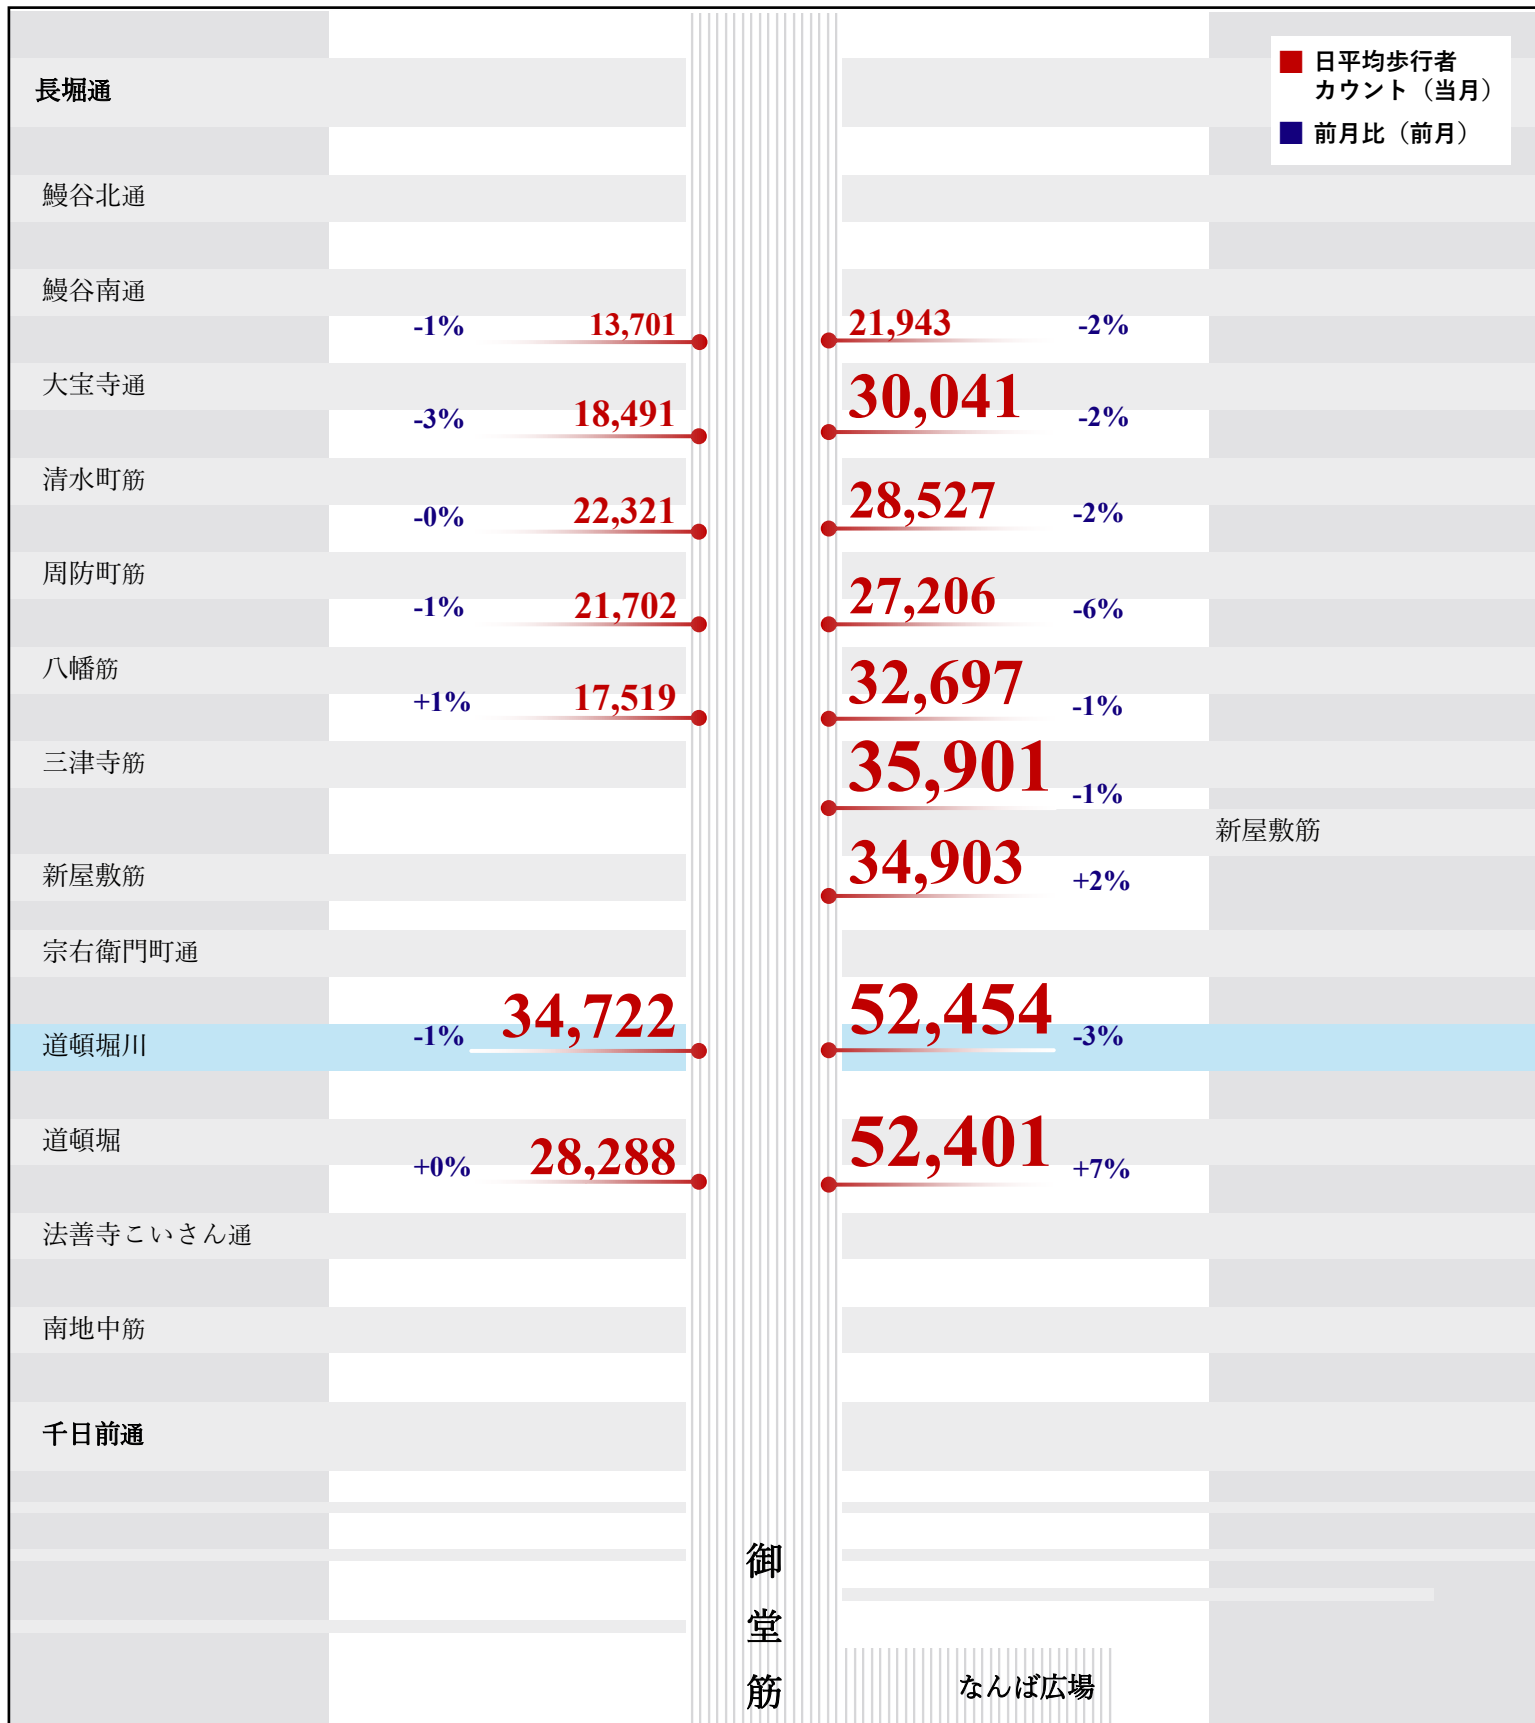 長堀通
日平均歩行者
カウント（当月）
前月比（前月）
鰻谷北通
鰻谷南通
-1% 13,701 21,943 -2%
大宝寺通
-3% 18,491 30,041 -2%
清水町筋
-0% 22,321 28,527 -2%
周防町筋
-1% 21,702 27,206 -6%
八幡筋
+1% 17,519 32,697 -1%
三津寺筋
35,901 -1%
新屋敷筋
新屋敷筋
34,903 +2%
宗右衛門町通
道頓堀川
-1% 34,722 52,454 -3%
道頓堀
+0% 28,288 52,401 +7%
法善寺こいさん通
南地中筋
千日前通
御堂筋
なんば広場